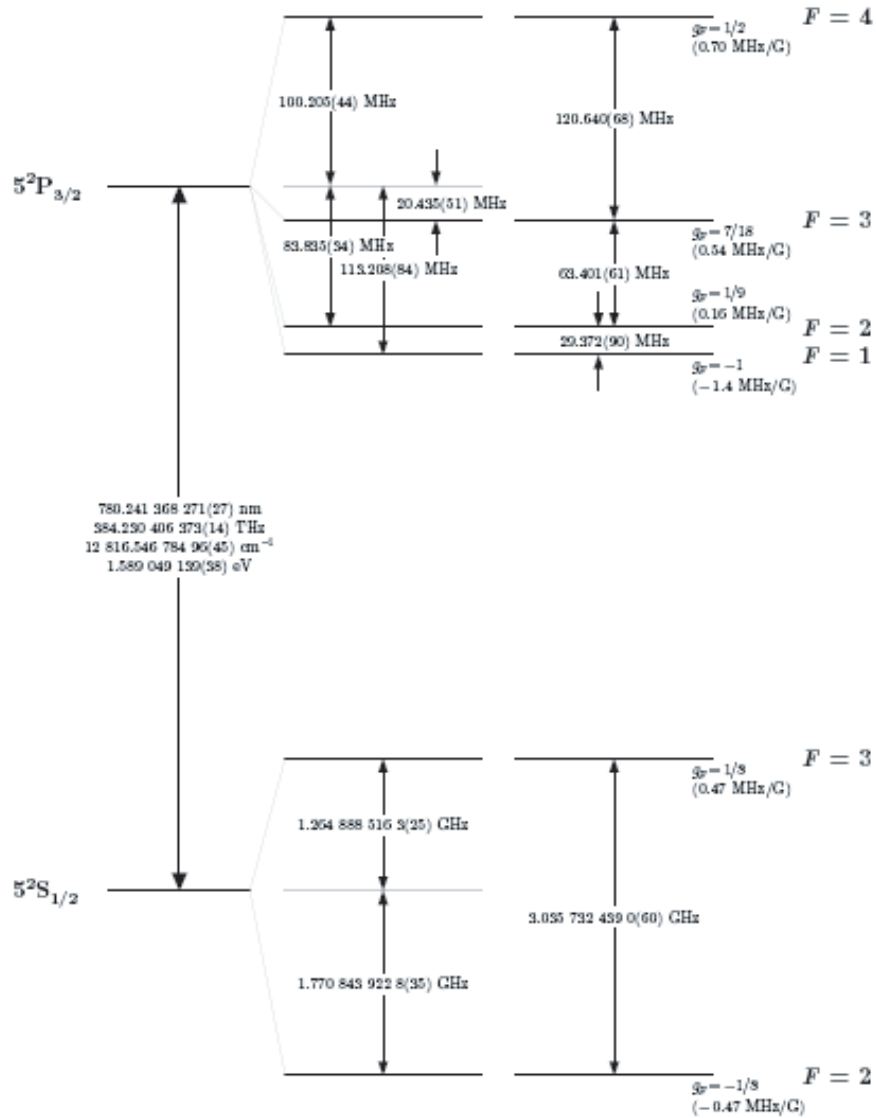 F = 4
g_F = 1/2
(0.70 MHz/G)
100.205(44) MHz
120.640(68) MHz
5²P₃/₂
20.435(51) MHz
F = 3
g_F = 7/18
(0.54 MHz/G)
83.835(34) MHz
113.208(84) MHz
63.401(61) MHz
g_F = 1/9
(0.16 MHz/G)
F = 2
29.372(90) MHz
F = 1
g_F = −1
(−1.4 MHz/G)
780.241 368 271(27) nm
384.230 406 373(14) THz
12 816.546 784 96(45) cm⁻¹
1.589 049 139(38) eV
F = 3
g_F = 1/3
(0.47 MHz/G)
1.264 888 516 3(25) GHz
5²S₁/₂
3.035 732 439 0(60) GHz
1.770 843 922 8(35) GHz
F = 2
g_F = −1/3
(−0.47 MHz/G)